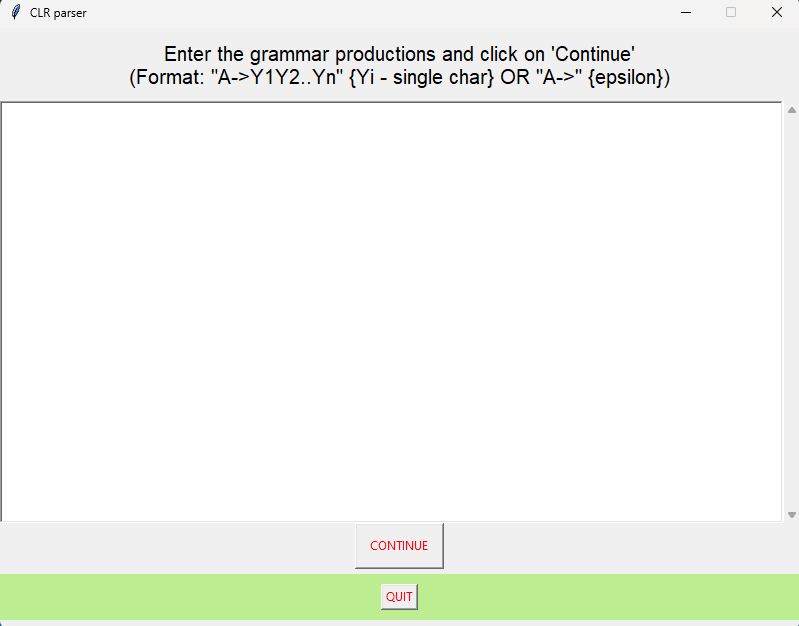 CLR parser
Enter the grammar productions and click on 'Continue'
(Format: "A->Y1Y2..Yn" {Yi - single char} OR "A->" {epsilon})
CONTINUE
QUIT